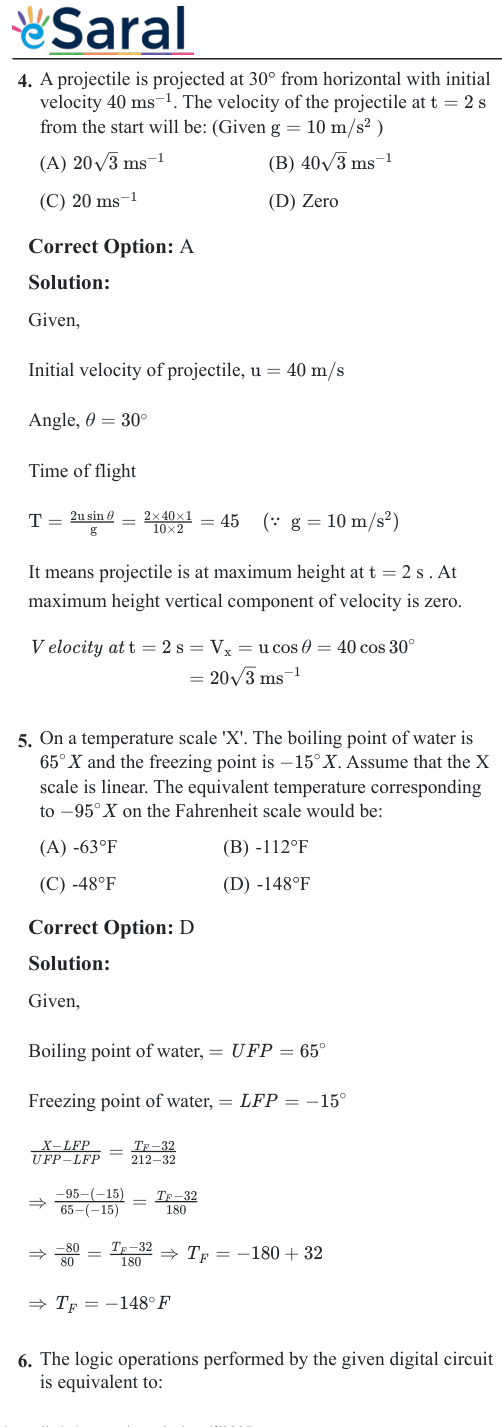 eSaral
4. A projectile is projected at 30° from horizontal with initial
velocity 40 ms⁻¹. The velocity of the projectile at t = 2 s
from the start will be: (Given g = 10 m/s² )
(A) 20√3 ms⁻¹ (B) 40√3 ms⁻¹
(C) 20 ms⁻¹ (D) Zero
Correct Option: A
Solution:
Given,
Initial velocity of projectile, u = 40 m/s
Angle, θ = 30°
Time of flight
T = 2u sin θ/g = 2×40×1/10×2 = 45 (∵ g = 10 m/s²)
It means projectile is at maximum height at t = 2 s . At
maximum height vertical component of velocity is zero.
V elocity at t = 2 s = Vₓ = u cos θ = 40 cos 30°
= 20√3 ms⁻¹
5. On a temperature scale 'X'. The boiling point of water is
65° X and the freezing point is −15° X. Assume that the X
scale is linear. The equivalent temperature corresponding
to −95° X on the Fahrenheit scale would be:
(A) -63°F (B) -112°F
(C) -48°F (D) -148°F
Correct Option: D
Solution:
Given,
Boiling point of water, = UFP = 65°
Freezing point of water, = LFP = −15°
X−LFP/UFP−LFP = T_F−32/212−32
⇒ −95−(−15)/65−(−15) = T_F−32/180
⇒ −80/80 = T_F−32/180 ⇒ T_F = −180 + 32
⇒ T_F = −148° F
6. The logic operations performed by the given digital circuit
is equivalent to: